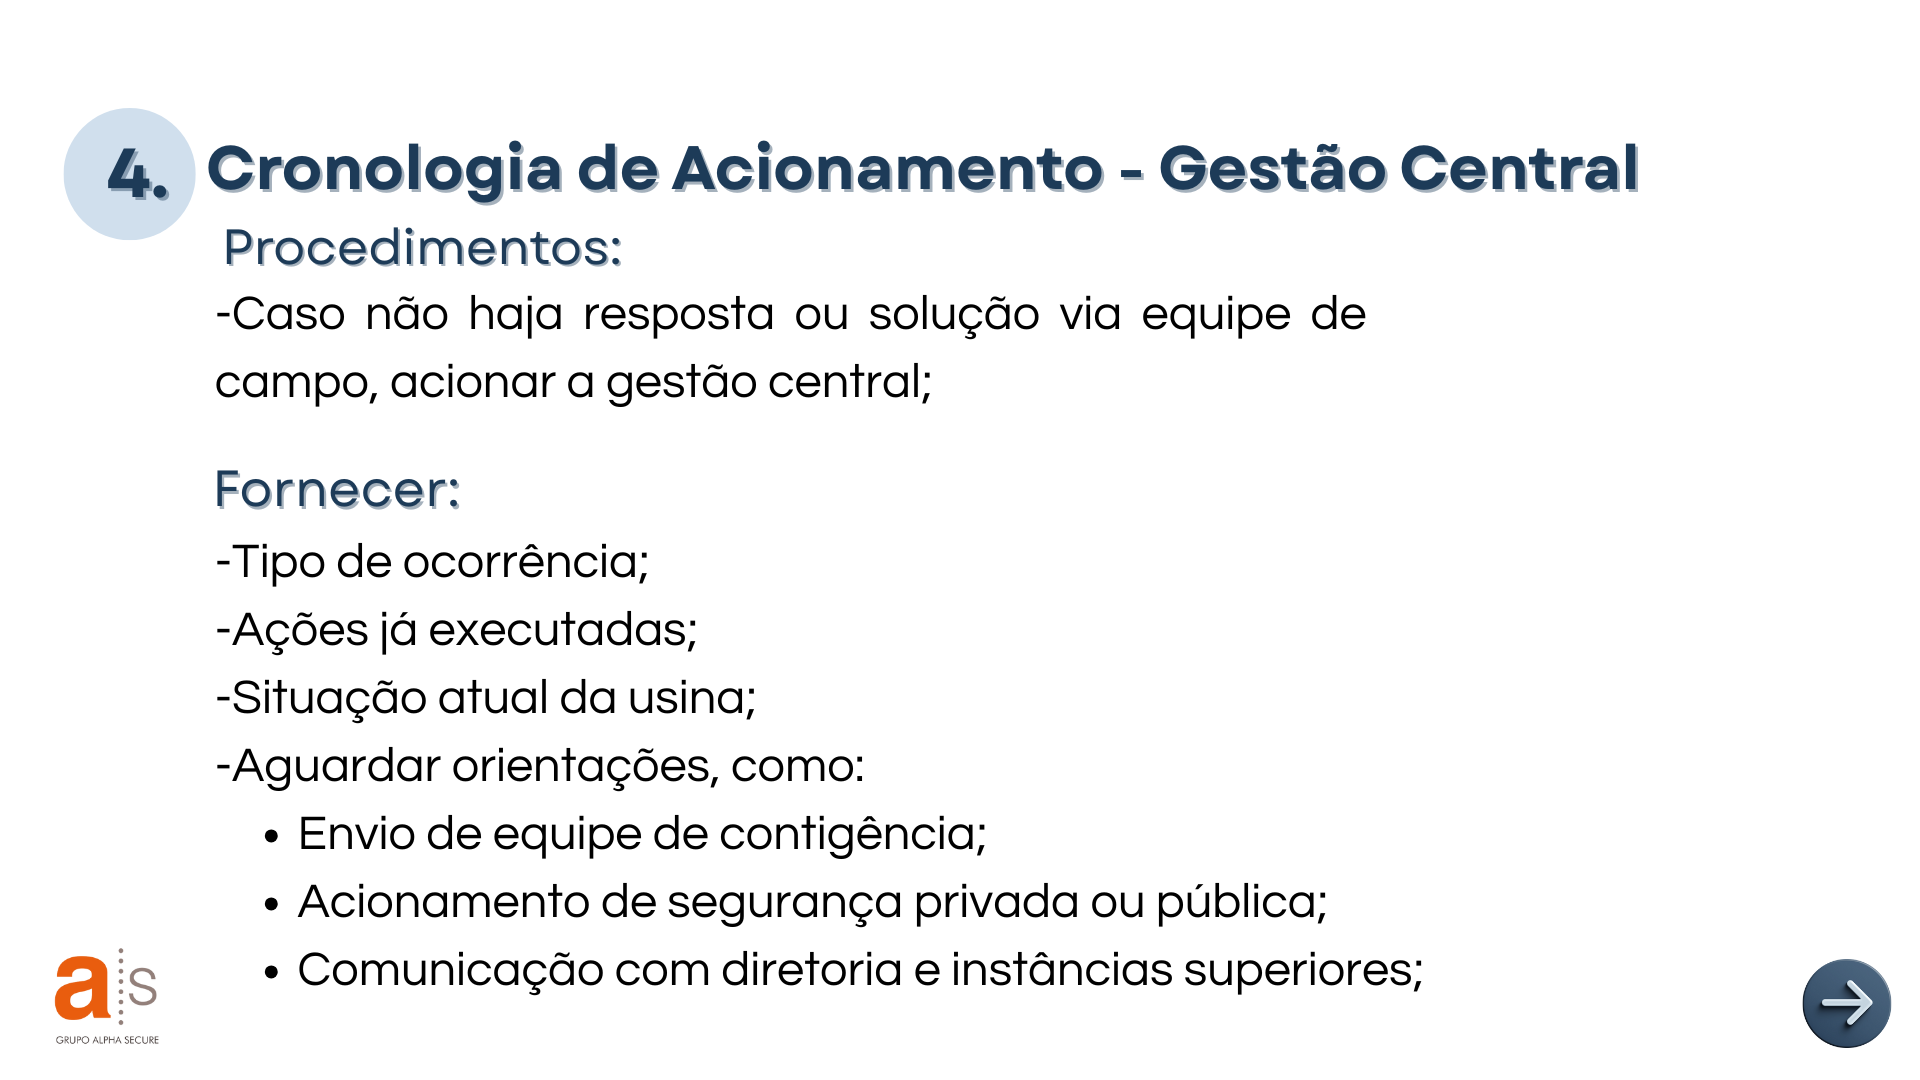 4. Cronologia de Acionamento - Gestão Central
Procedimentos:
-Caso não haja resposta ou solução via equipe de
campo, acionar a gestão central;
Fornecer:
-Tipo de ocorrência;
-Ações já executadas;
-Situação atual da usina;
-Aguardar orientações, como:
• Envio de equipe de contigência;
• Acionamento de segurança privada ou pública;
• Comunicação com diretoria e instâncias superiores;
a s
GRUPO ALPHA SECURE